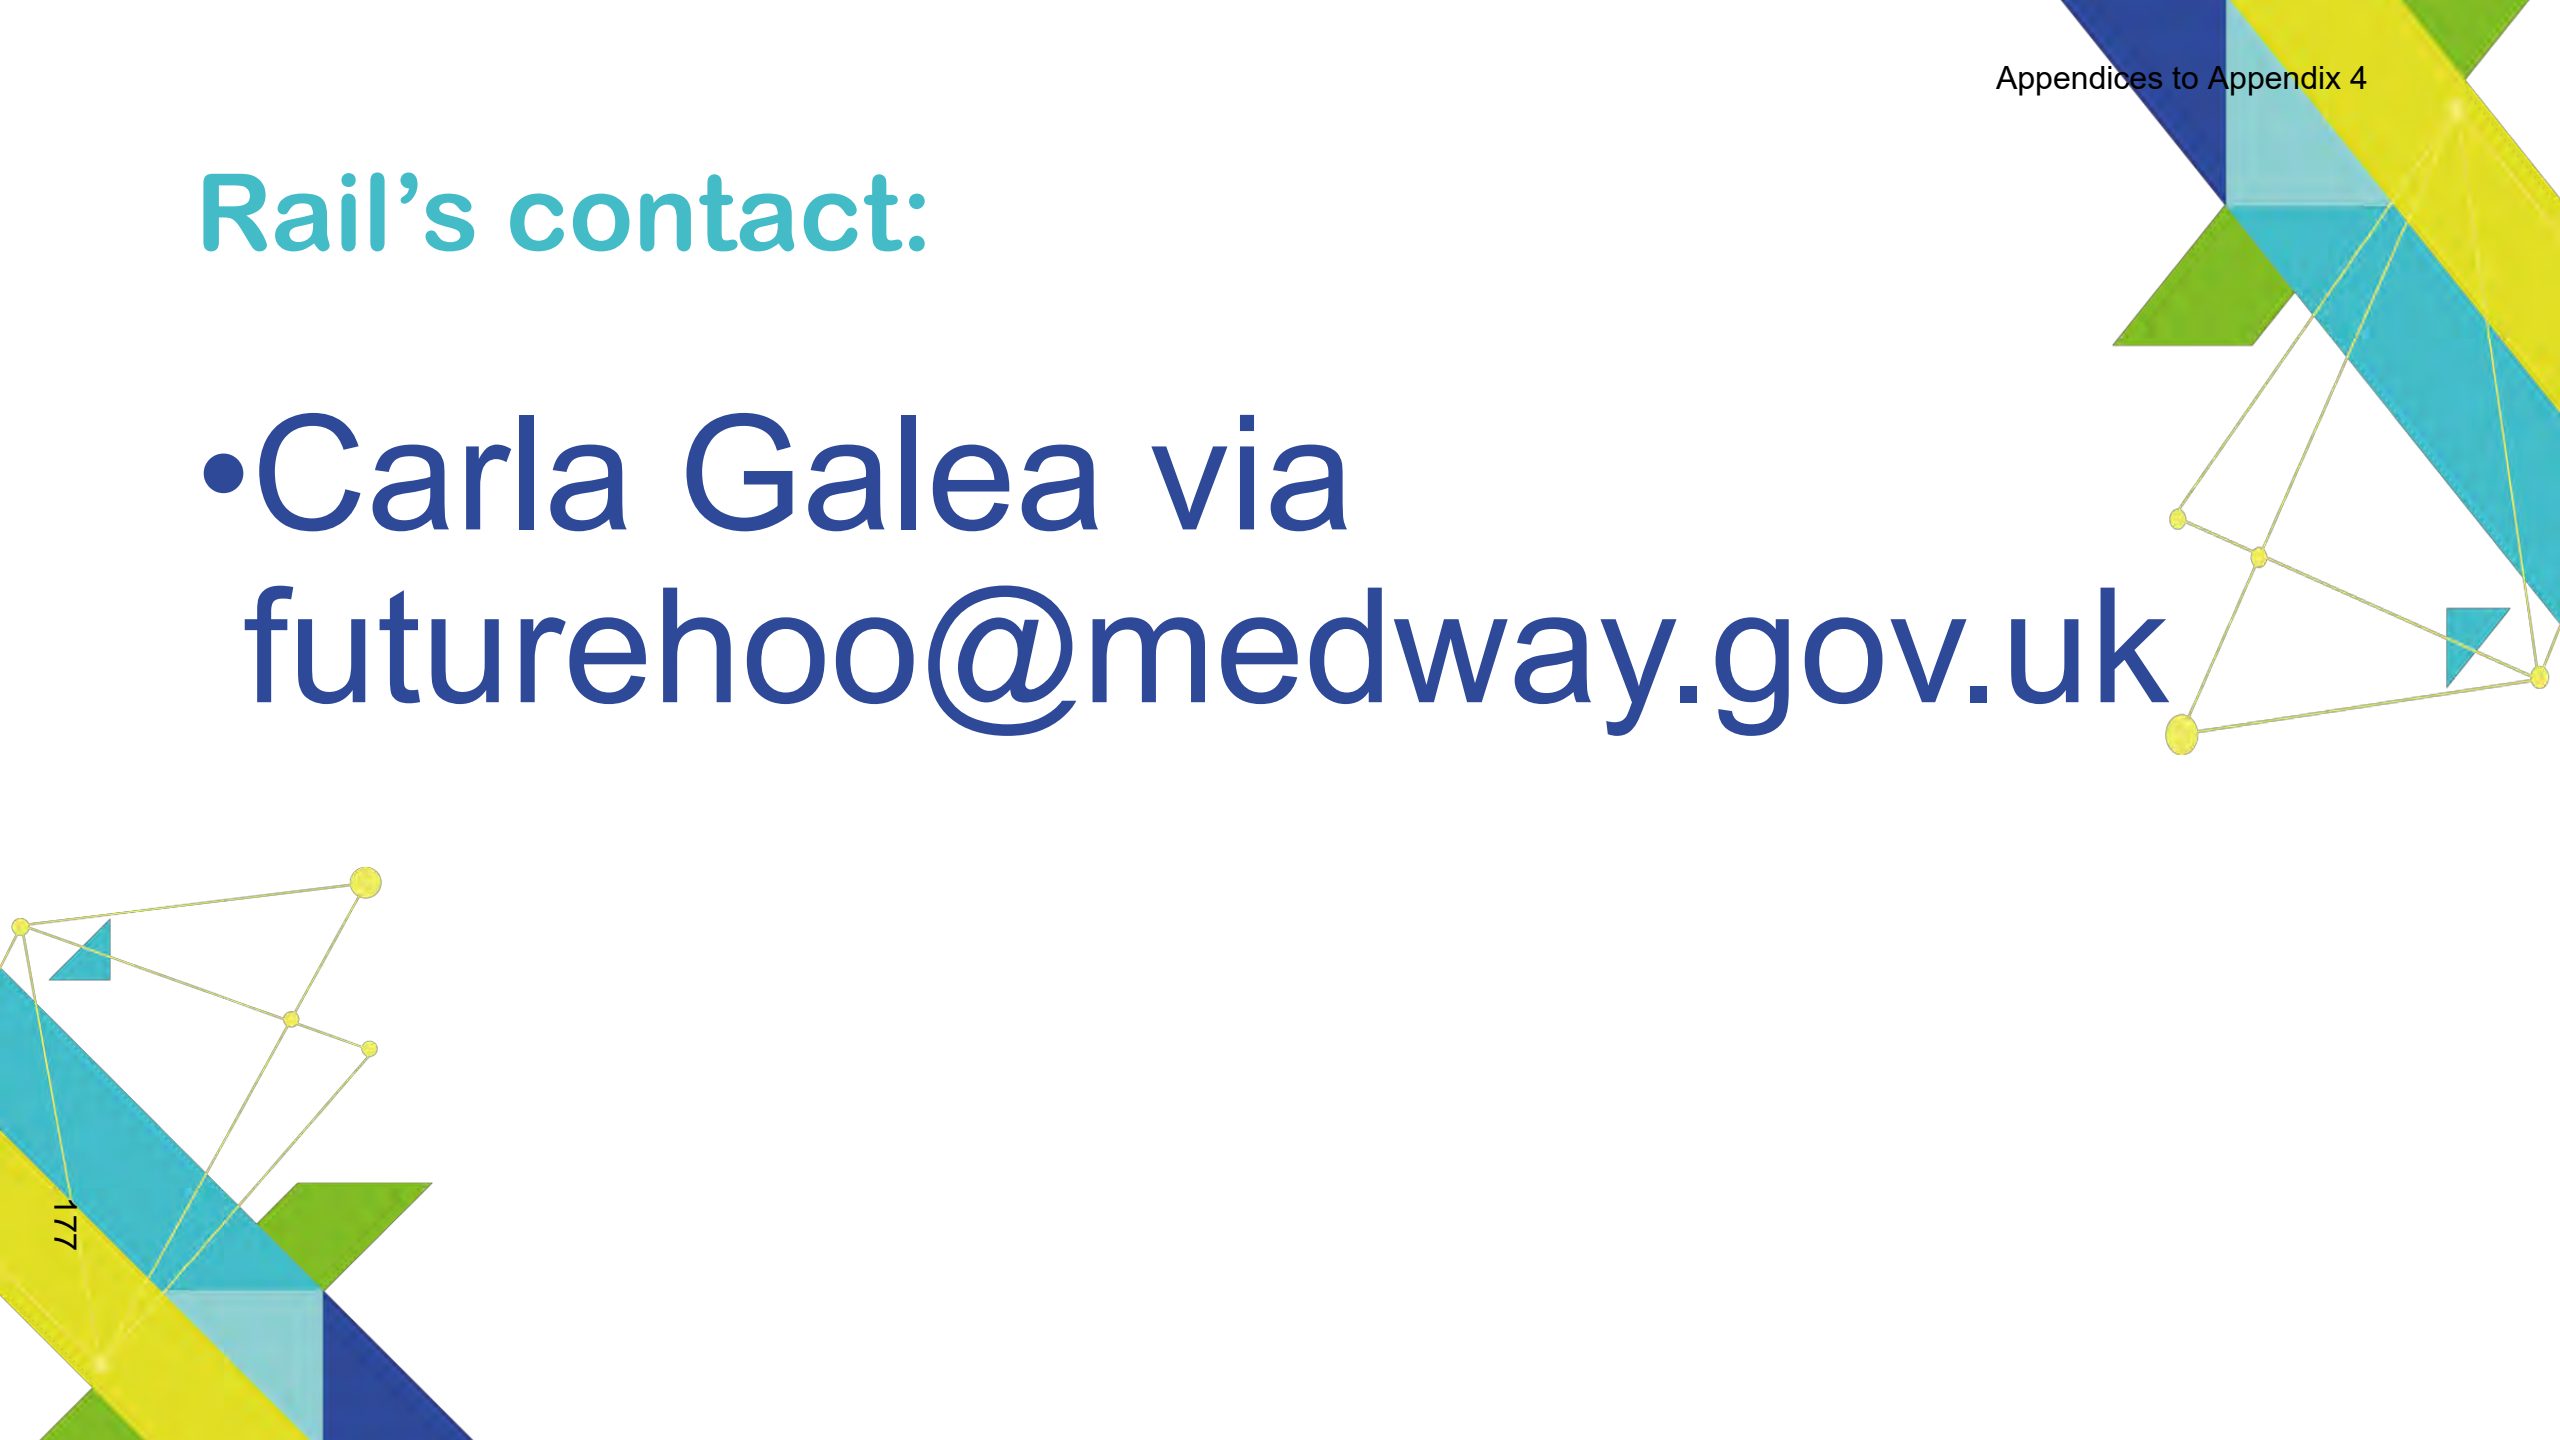 Appendices to Appendix 4
Rail’s contact:
•Carla Galea via
futurehoo@medway.gov.uk
177